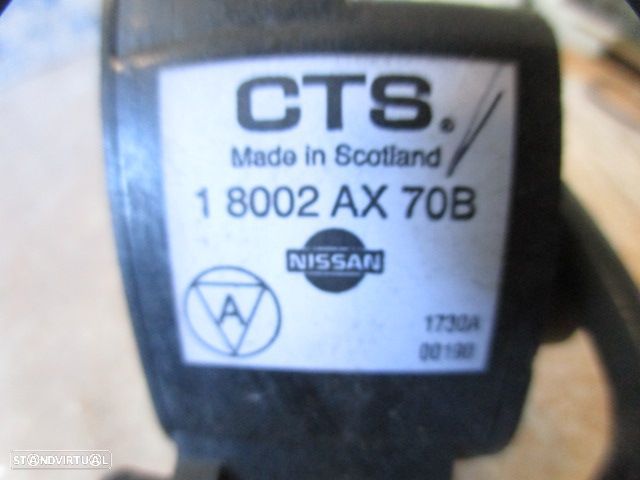 CTS®
Made in Scotland
1 8002 AX 70B
NISSAN
A
1730A
00198
STANDVIRTUAL